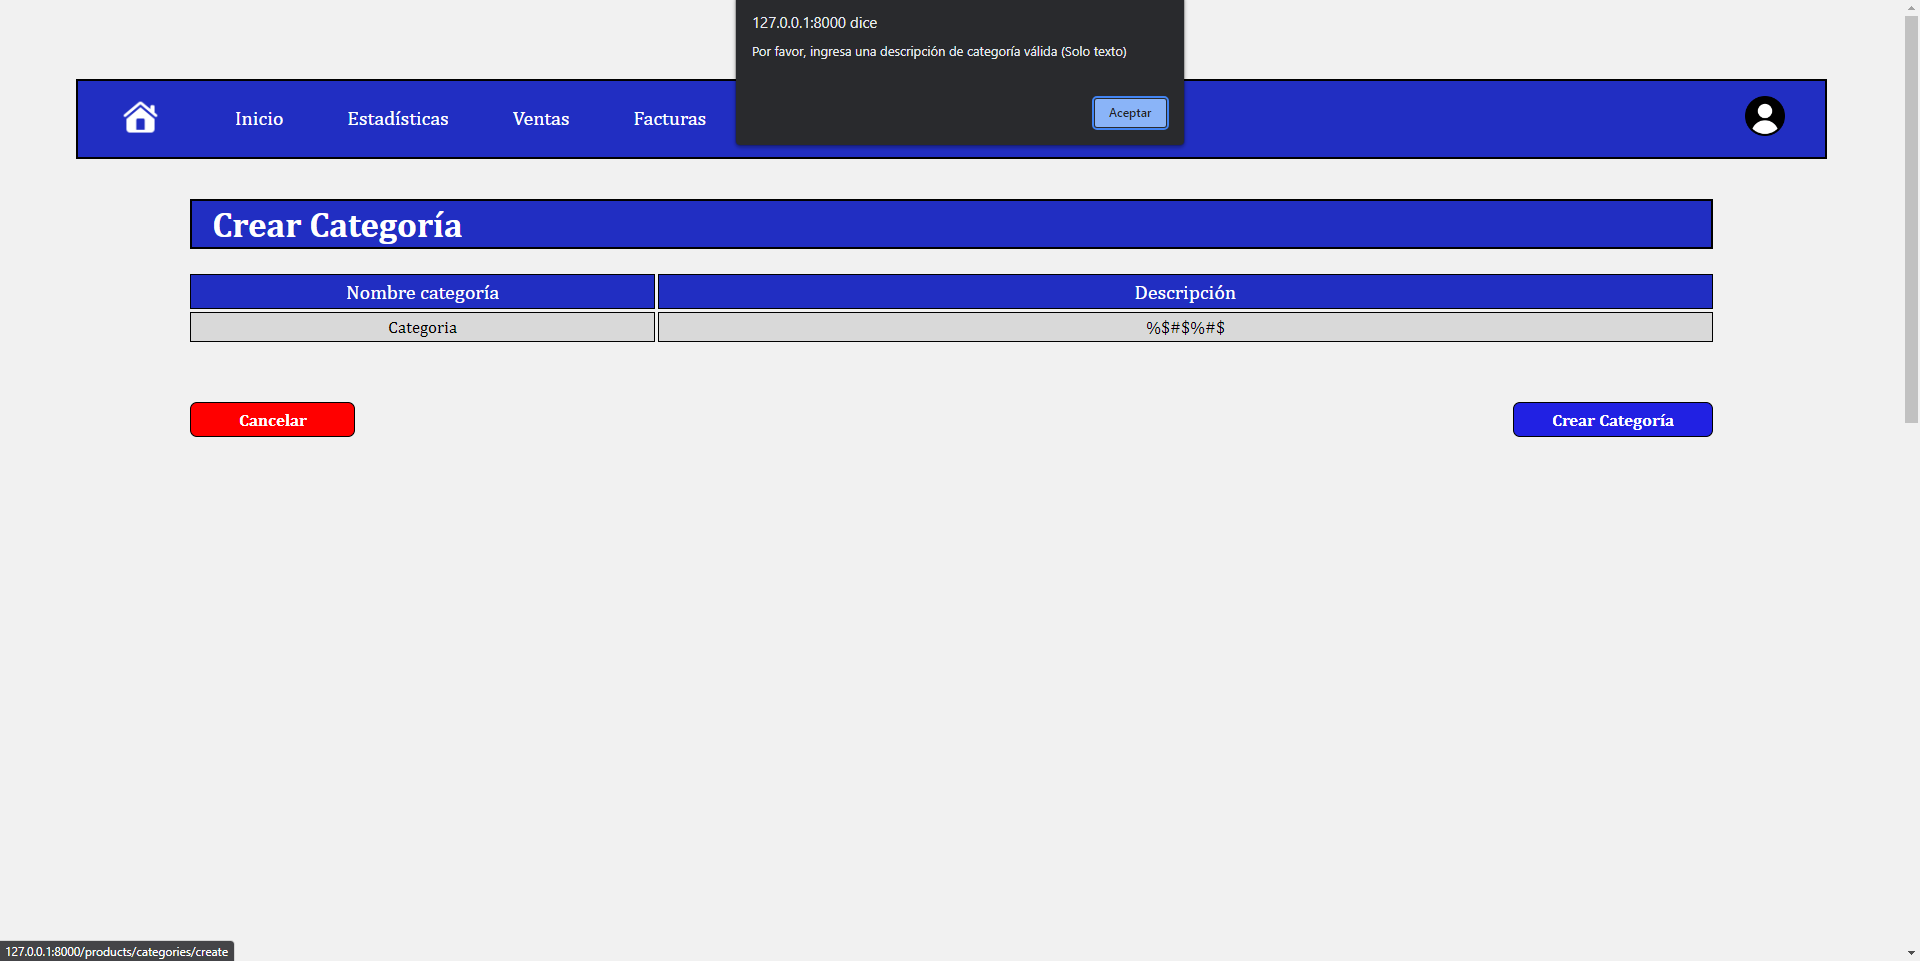 127.0.0.1:8000 dice
Por favor, ingresa una descripción de categoría válida (Solo texto)
Aceptar
Inicio Estadísticas Ventas Facturas
Crear Categoría
Nombre categoría Descripción
Categoria %$#$%#$
Cancelar Crear Categoría
127.0.0.1:8000/products/categories/create